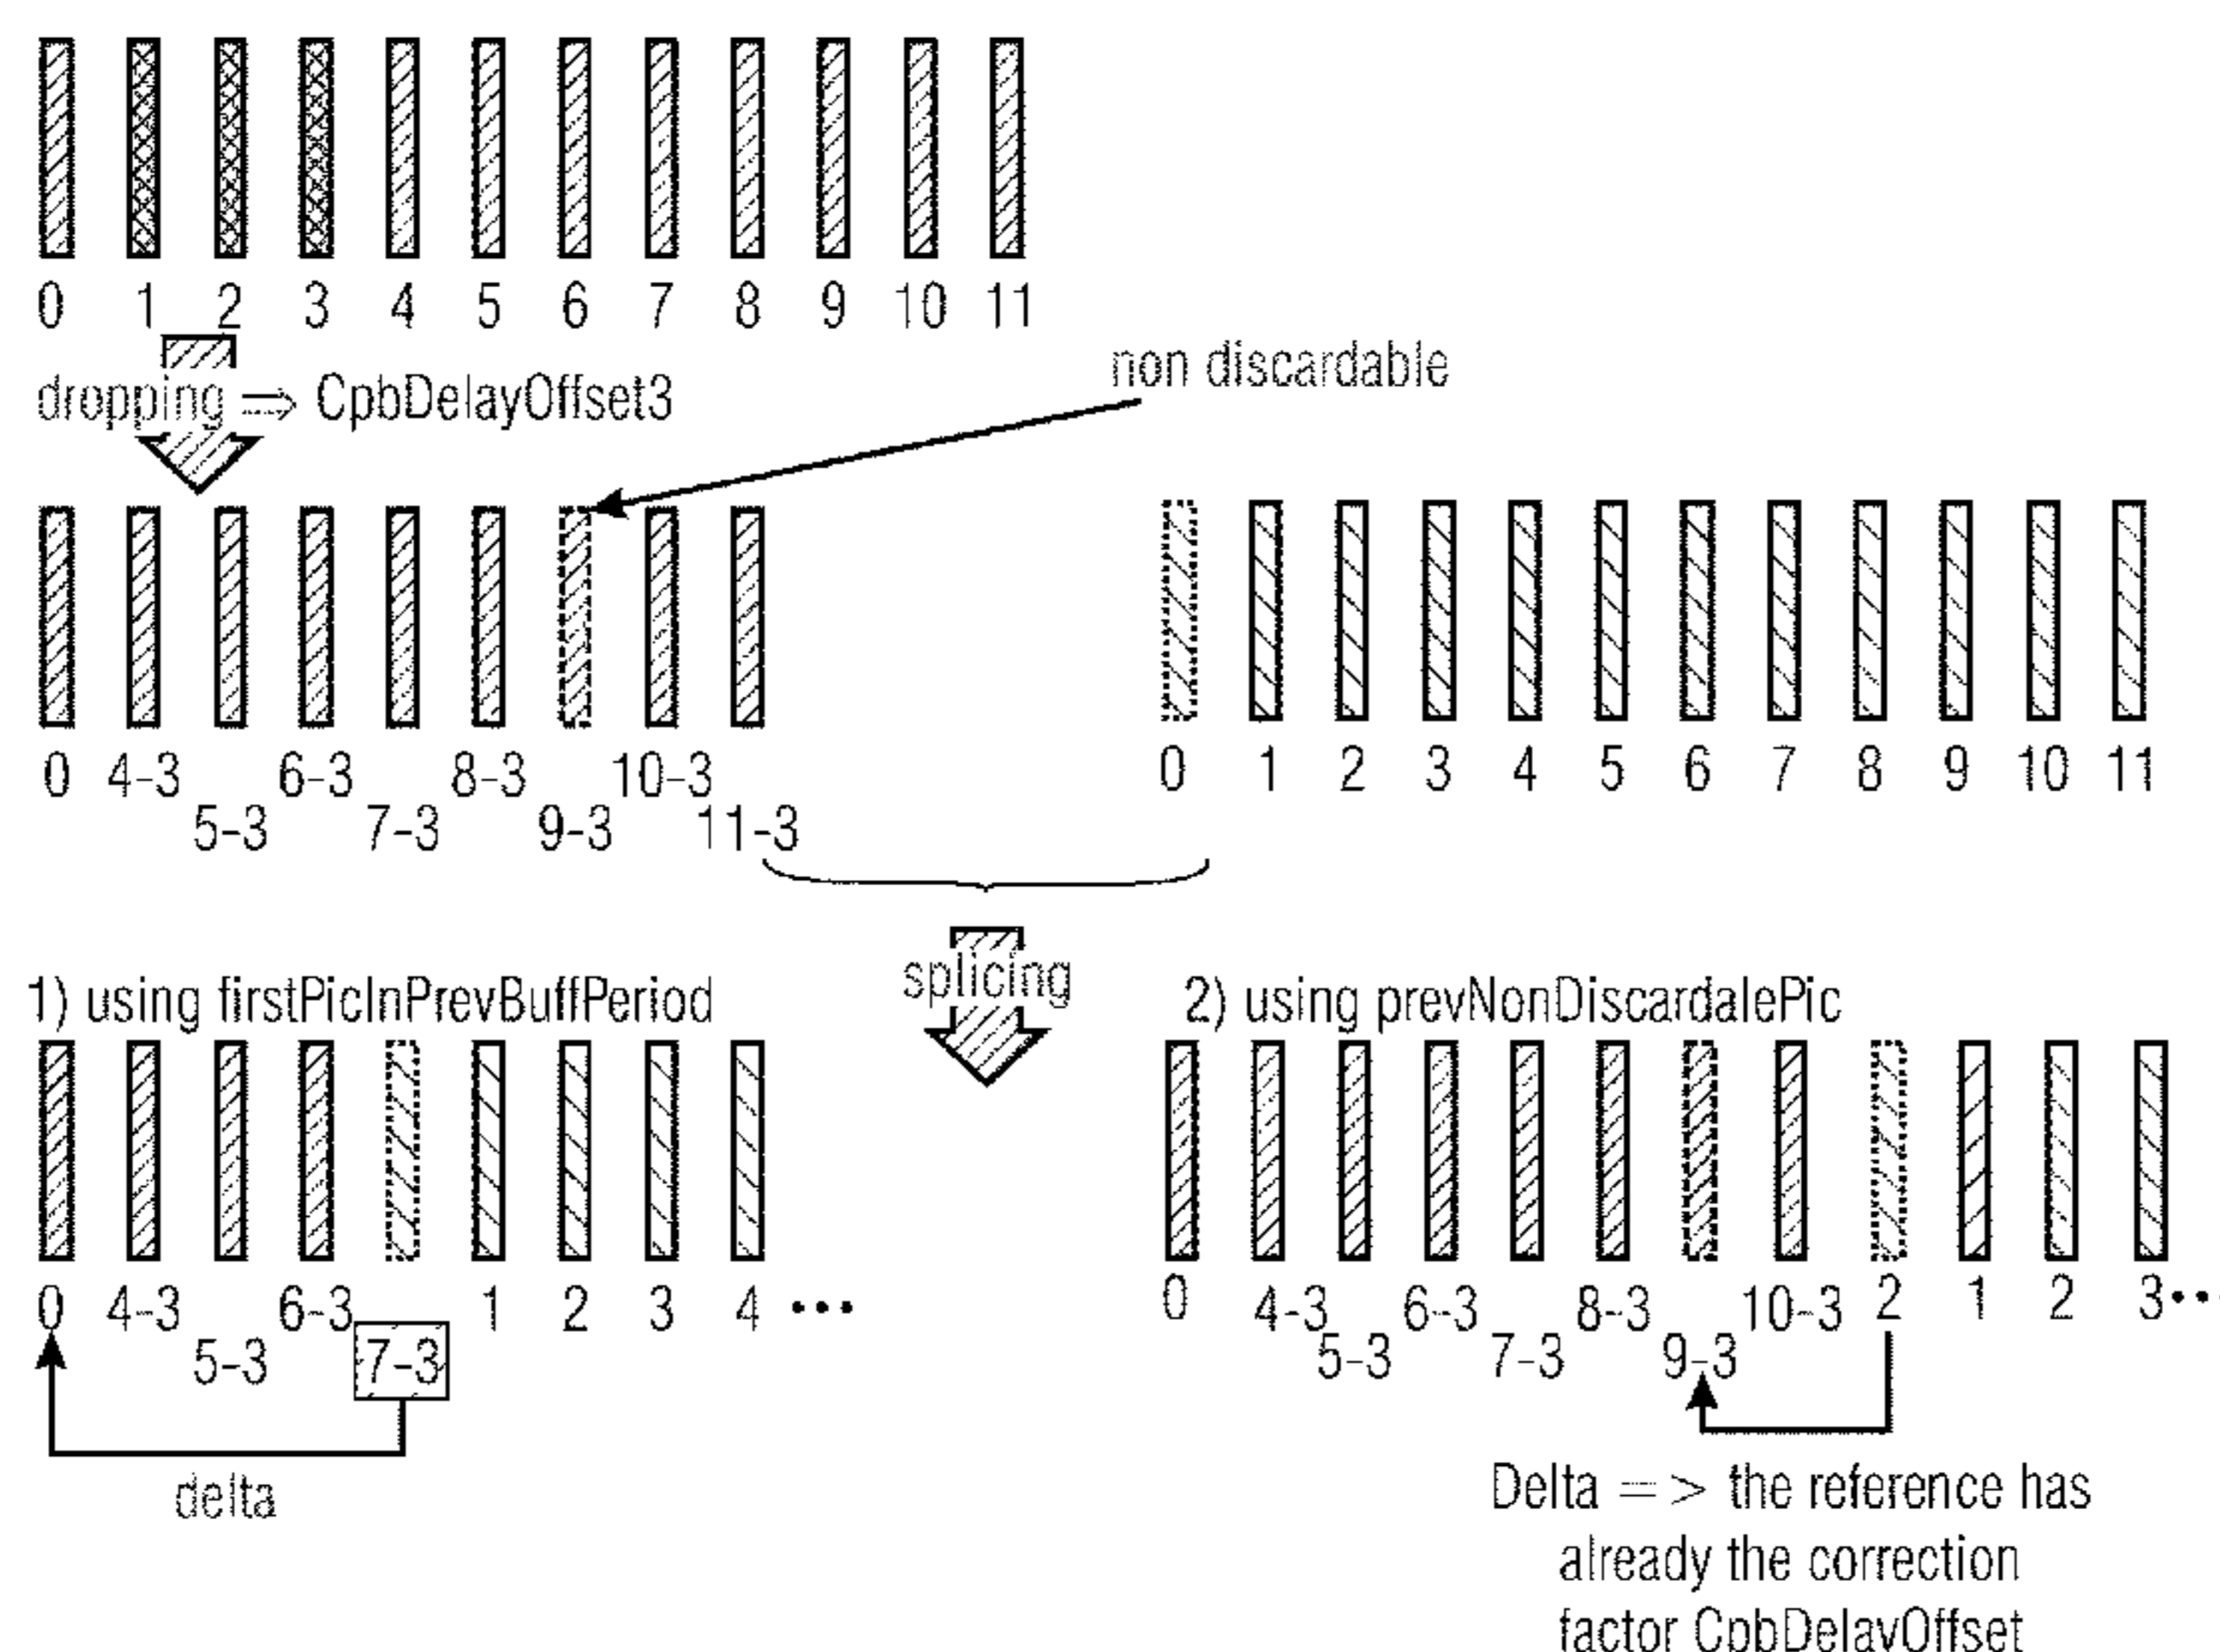 0 1 2 3 4 5 6 7 8 9 10 11
dropping ⇒ CpbDelayOffset3
non discardable
0 4-3 6-3 8-3 10-3
5-3 7-3 9-3 11-3
0 1 2 3 4 5 6 7 8 9 10 11
splicing
1) using firstPicInPrevBuffPeriod
0 4-3 6-3 1 2 3 4 •••
5-3 7-3
delta
2) using prevNonDiscardalePic
0 4-3 6-3 8-3 10-3 2 1 2 3•••
5-3 7-3 9-3
Delta => the reference has
already the correction
factor CpbDelayOffset